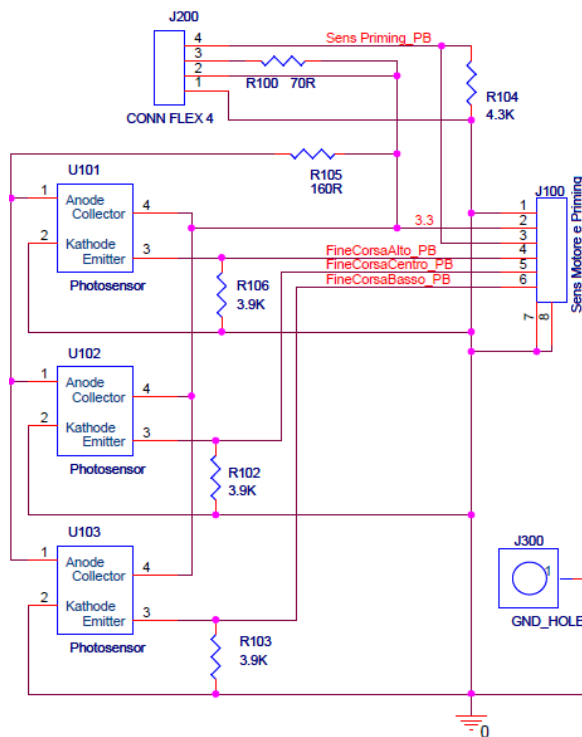 J200
4
3
2
1
CONN FLEX 4
Sens Priming_PB
R100 70R
R104
4.3K
R105
160R
U101
1
2
Anode
Collector
Kathode
Emitter
4
3
Photosensor
R106
3.9K
3.3
FineCorsaAlto_PB
FineCorsaCentro_PB
FineCorsaBasso_PB
J100
1
2
3
4
5
6
7
8
Sens Motore e Priming
U102
1
2
Anode
Collector
Kathode
Emitter
4
3
Photosensor
R102
3.9K
U103
1
2
Anode
Collector
Kathode
Emitter
4
3
Photosensor
R103
3.9K
J300
1
GND_HOLE
0